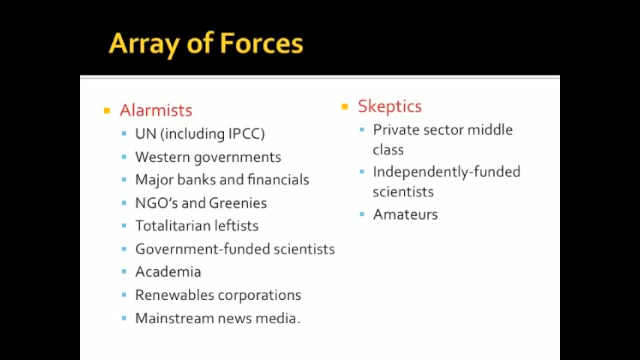 Array of Forces
Alarmists
UN (including IPCC)
Western governments
Major banks and financials
NGO's and Greenies
Totalitarian leftists
Government-funded scientists
Academia
Renewables corporations
Mainstream news media.
Skeptics
Private sector middle
class
Independently-funded
scientists
Amateurs